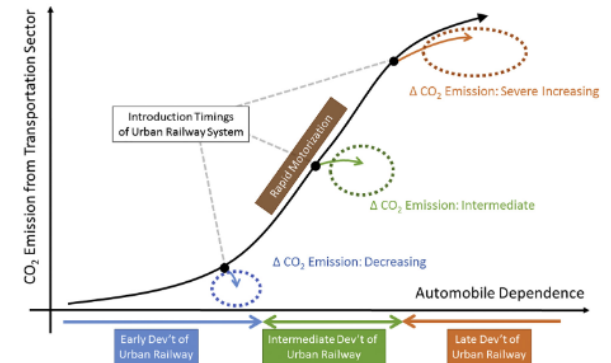 CO₂ Emission from Transportation Sector
Δ CO₂ Emission: Severe Increasing
Introduction Timings
of Urban Railway System
Rapid Motorization
Δ CO₂ Emission: Intermediate
Δ CO₂ Emission: Decreasing
Automobile Dependence
Early Dev't of
Urban Railway
Intermediate Dev't of
Urban Railway
Late Dev't of
Urban Railway